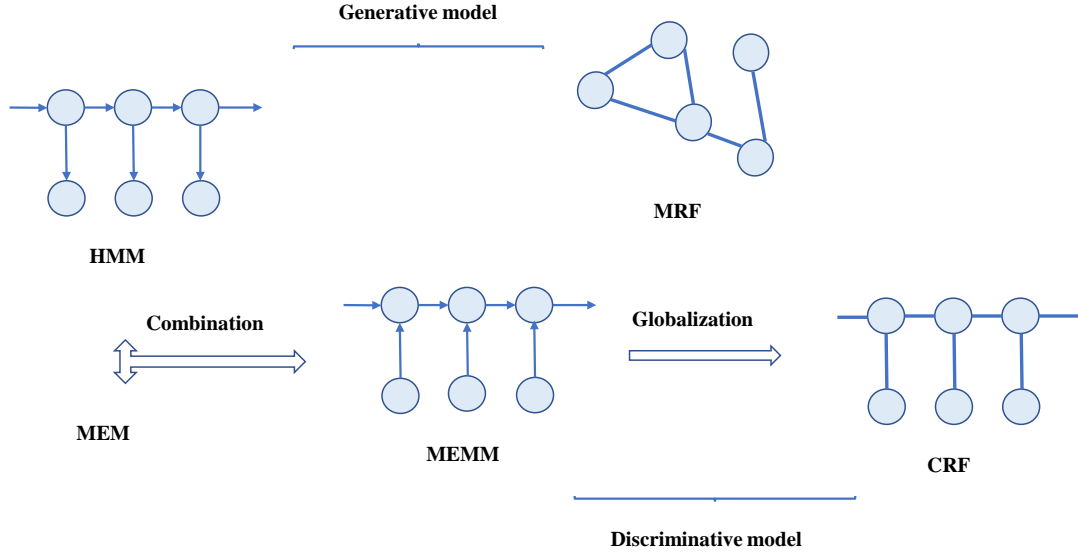 Generative model
MRF
HMM
Combination
Globalization
MEM
MEMM
CRF
Discriminative model